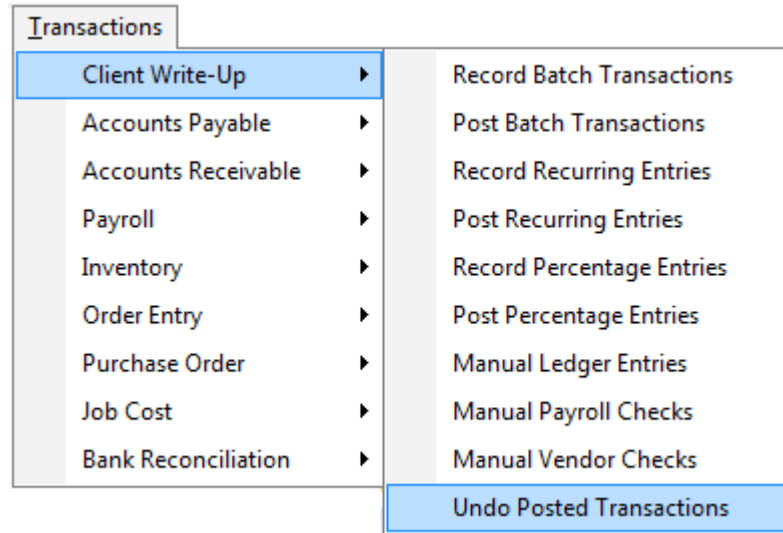 Transactions
Client Write-Up
Accounts Payable
Accounts Receivable
Payroll
Inventory
Order Entry
Purchase Order
Job Cost
Bank Reconciliation
Record Batch Transactions
Post Batch Transactions
Record Recurring Entries
Post Recurring Entries
Record Percentage Entries
Post Percentage Entries
Manual Ledger Entries
Manual Payroll Checks
Manual Vendor Checks
Undo Posted Transactions